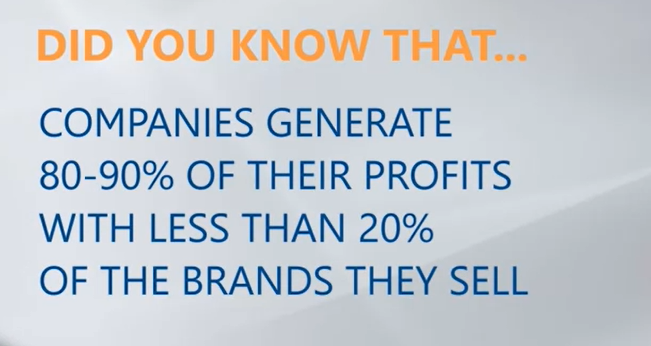 DID YOU KNOW THAT...
COMPANIES GENERATE
80-90% OF THEIR PROFITS
WITH LESS THAN 20%
OF THE BRANDS THEY SELL